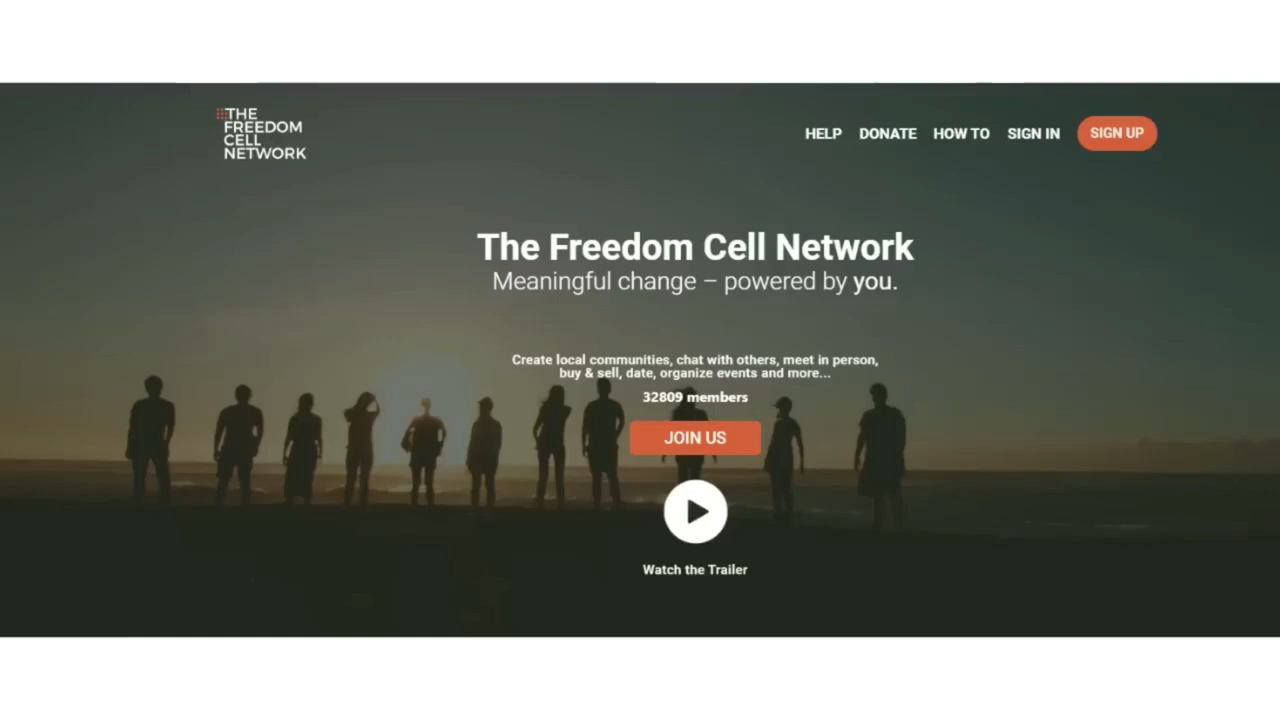 THE
FREEDOM
CELL
NETWORK
HELP DONATE HOW TO SIGN IN SIGN UP
The Freedom Cell Network
Meaningful change – powered by you.
Create local communities, chat with others, meet in person,
buy & sell, date, organize events and more...
32809 members
JOIN US
Watch the Trailer